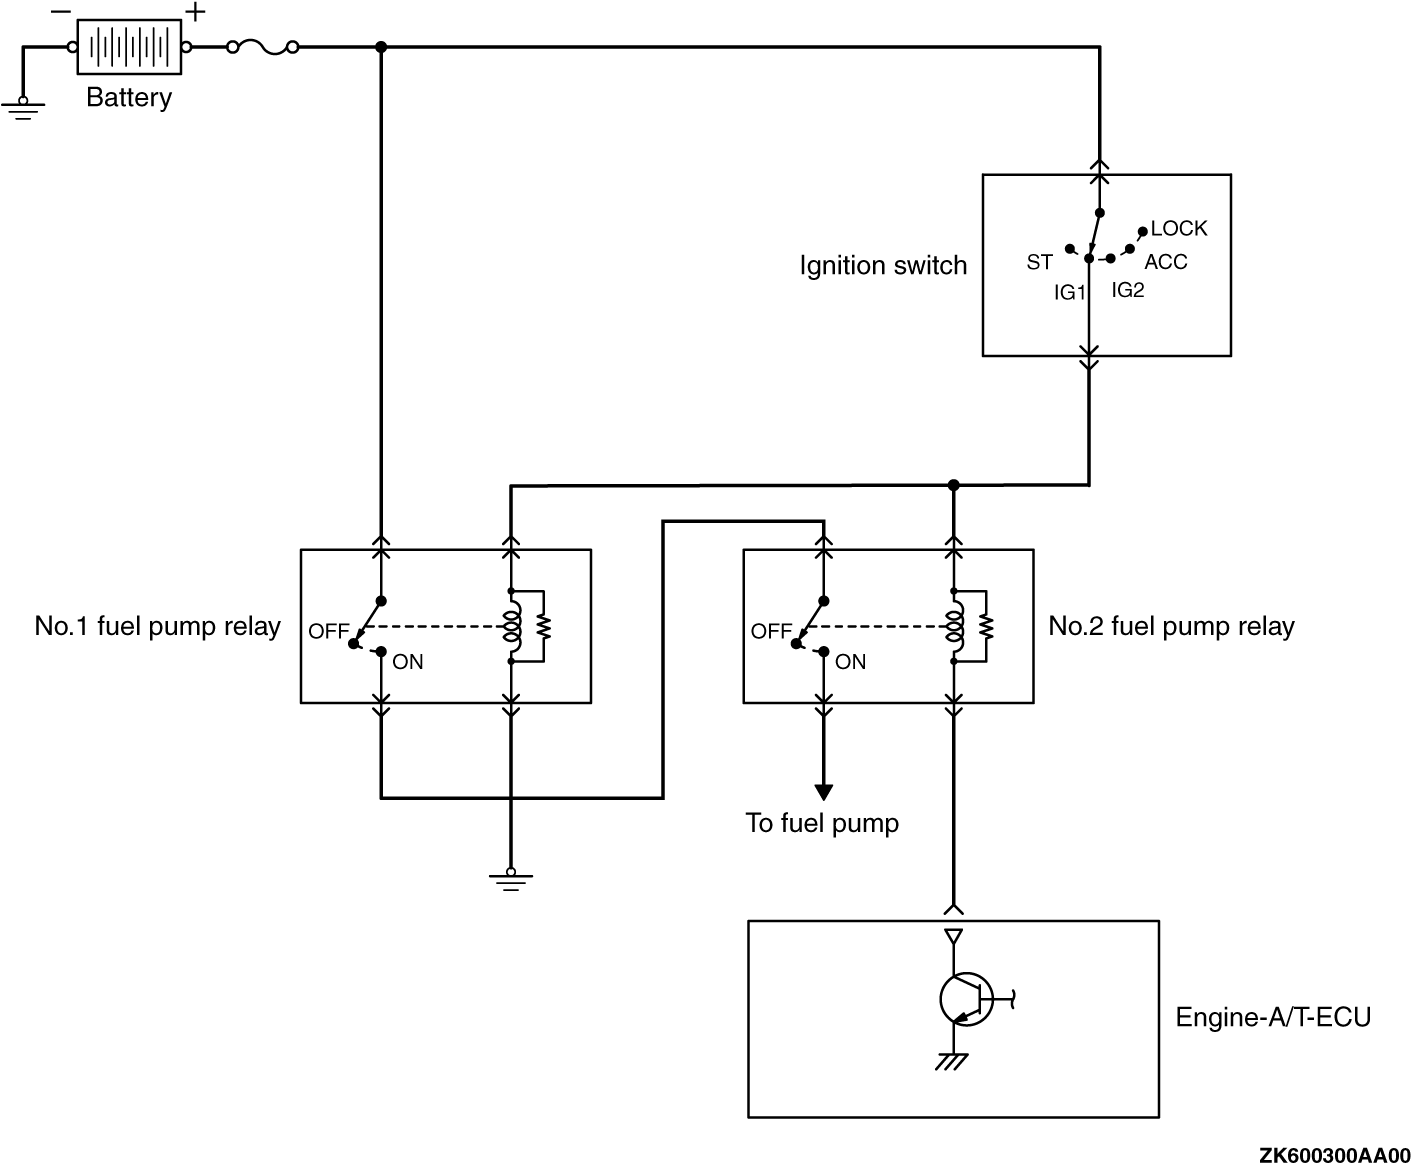 − +
Battery
LOCK
Ignition switch
ST ACC
IG1 IG2
No.1 fuel pump relay
OFF
ON
OFF
ON
No.2 fuel pump relay
To fuel pump
Engine-A/T-ECU
ZK600300AA00